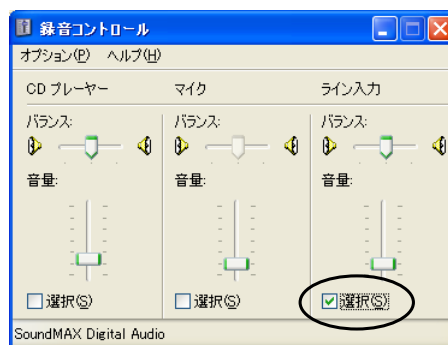 録音コントロール
オプション(P) ヘルプ(H)
CD プレーヤー マイク ライン入力
バランス: バランス: バランス:
音量: 音量: 音量:
選択(S) 選択(S) 選択(S)
SoundMAX Digital Audio